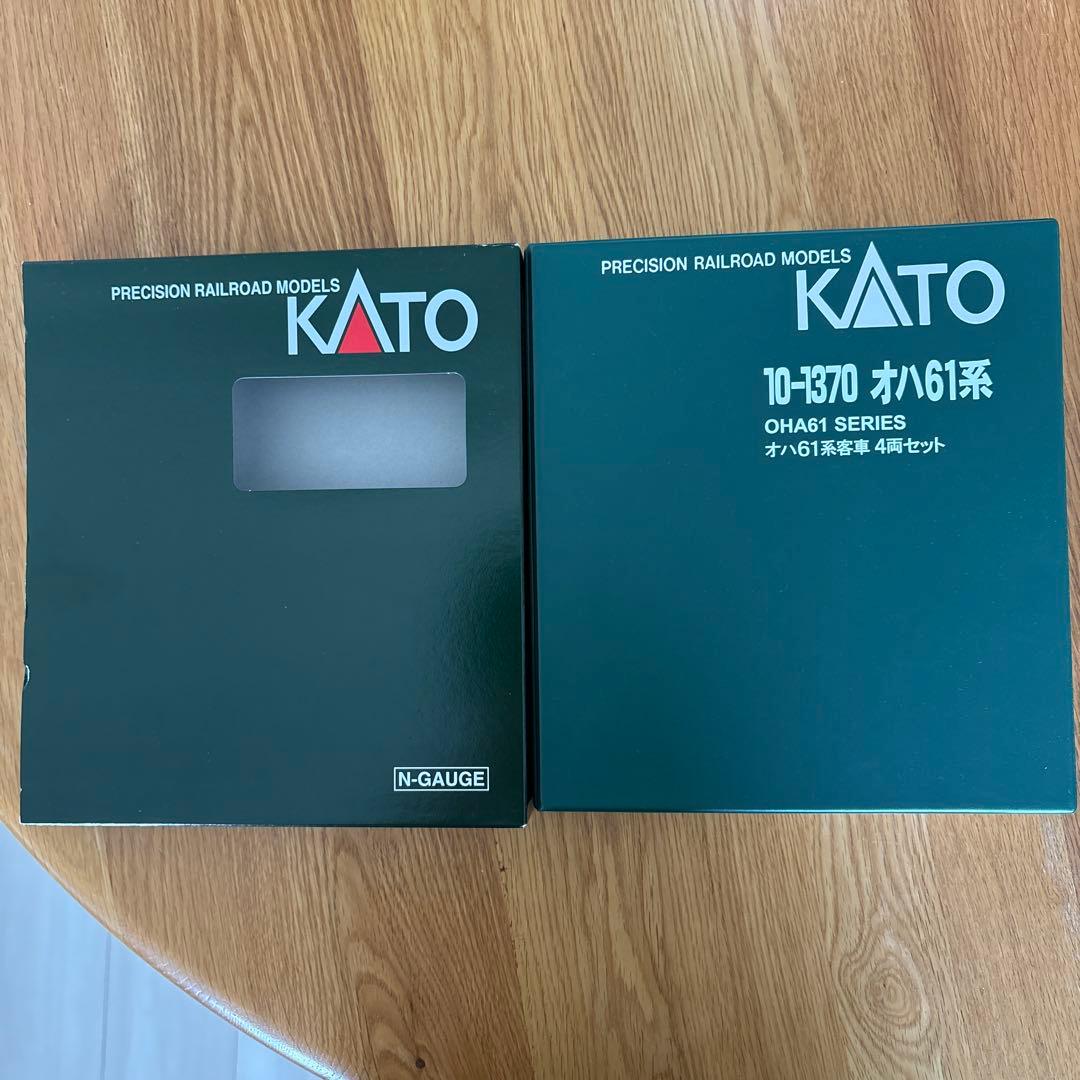 PRECISION RAILROAD MODELS
KATO
N-GAUGE
PRECISION RAILROAD MODELS
KATO
10-1370 オハ61系
OHA61 SERIES
オハ61系客車 4両セット